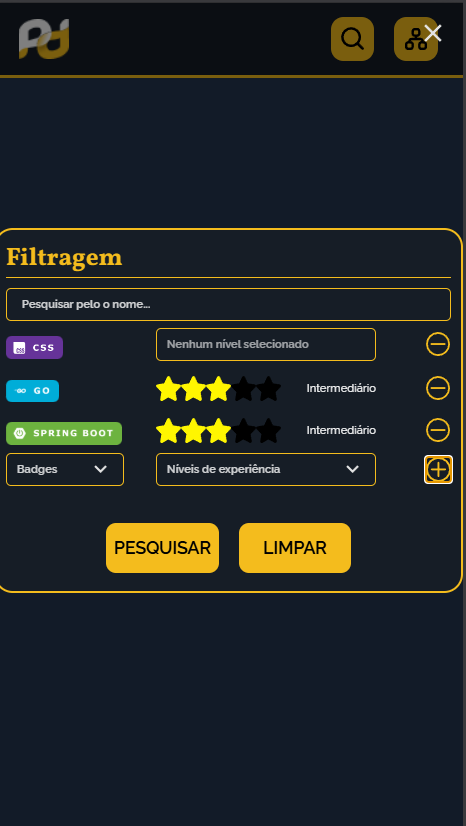 Filtragem
Pesquisar pelo o nome...
CSS
Nenhum nível selecionado
GO
Intermediário
SPRING BOOT
Intermediário
Badges
Níveis de experiência
PESQUISAR
LIMPAR